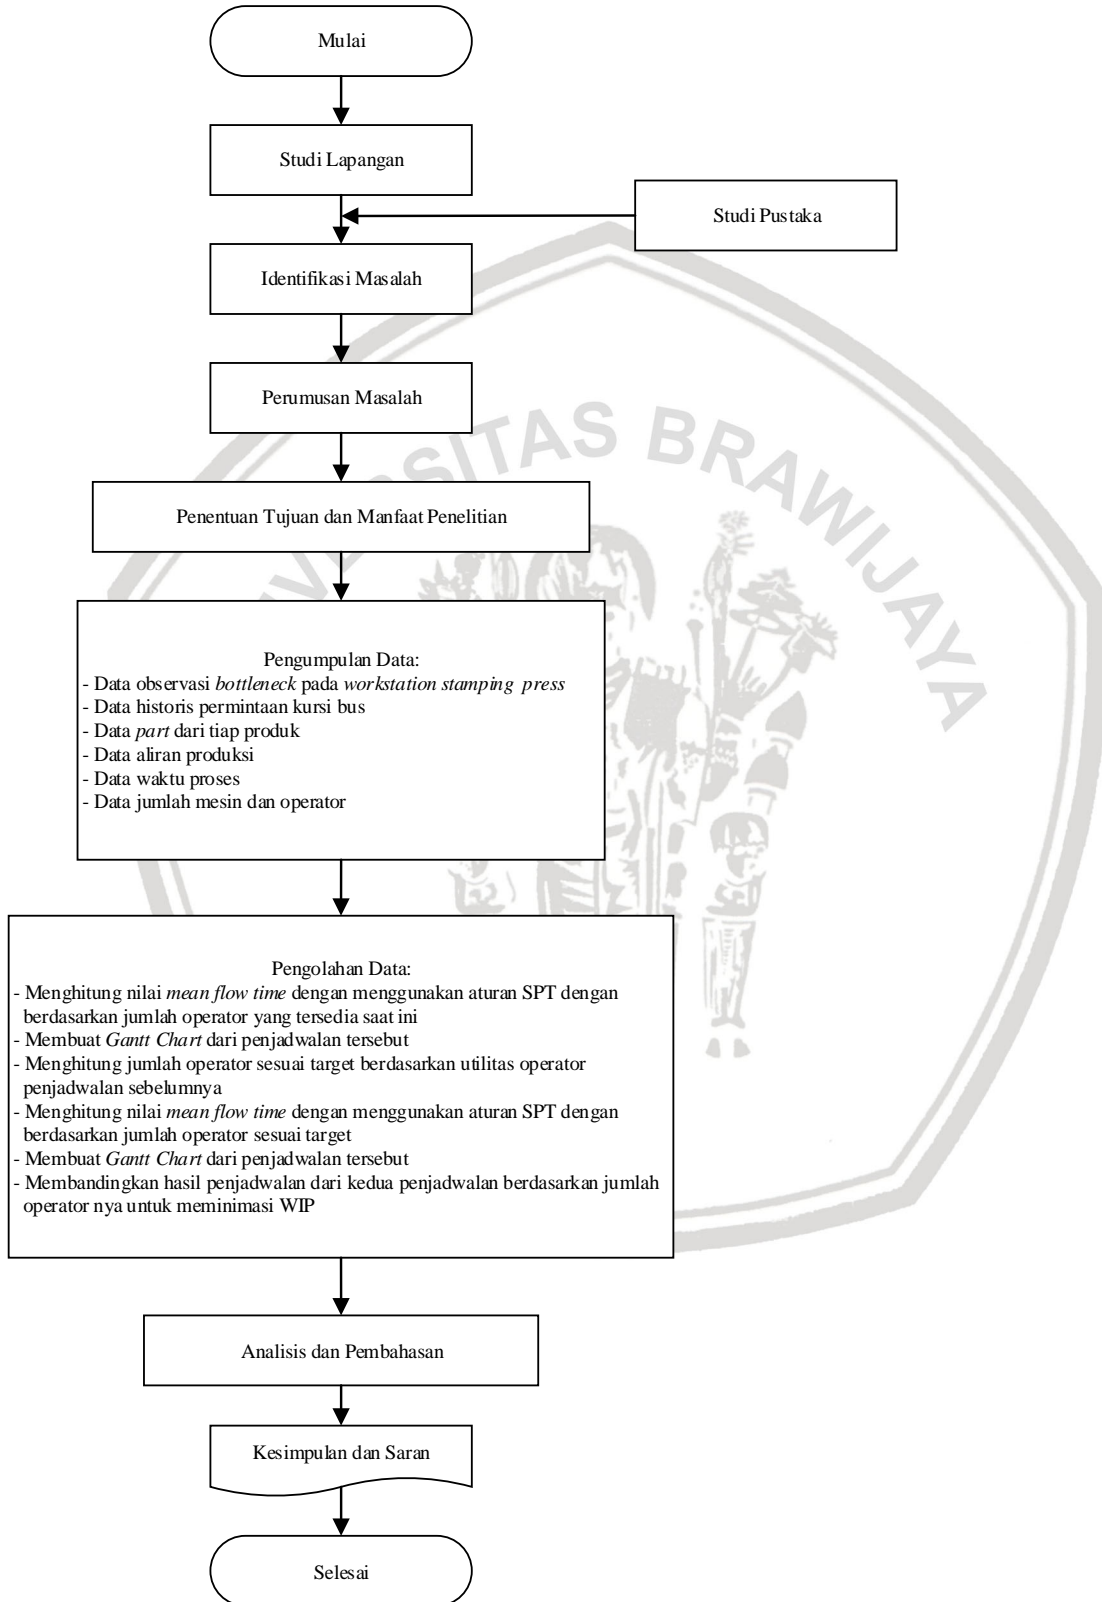 Mulai
Studi Lapangan
Studi Pustaka
Identifikasi Masalah
Perumusan Masalah
Penentuan Tujuan dan Manfaat Penelitian
Pengumpulan Data:
- Data observasi bottleneck pada workstation stamping press
- Data historis permintaan kursi bus
- Data part dari tiap produk
- Data aliran produksi
- Data waktu proses
- Data jumlah mesin dan operator
Pengolahan Data:
- Menghitung nilai mean flow time dengan menggunakan aturan SPT dengan
berdasarkan jumlah operator yang tersedia saat ini
- Membuat Gantt Chart dari penjadwalan tersebut
- Menghitung jumlah operator sesuai target berdasarkan utilitas operator
penjadwalan sebelumnya
- Menghitung nilai mean flow time dengan menggunakan aturan SPT dengan
berdasarkan jumlah operator sesuai target
- Membuat Gantt Chart dari penjadwalan tersebut
- Membandingkan hasil penjadwalan dari kedua penjadwalan berdasarkan jumlah
operator nya untuk meminimasi WIP
Analisis dan Pembahasan
Kesimpulan dan Saran
Selesai
BRAWIJAYA